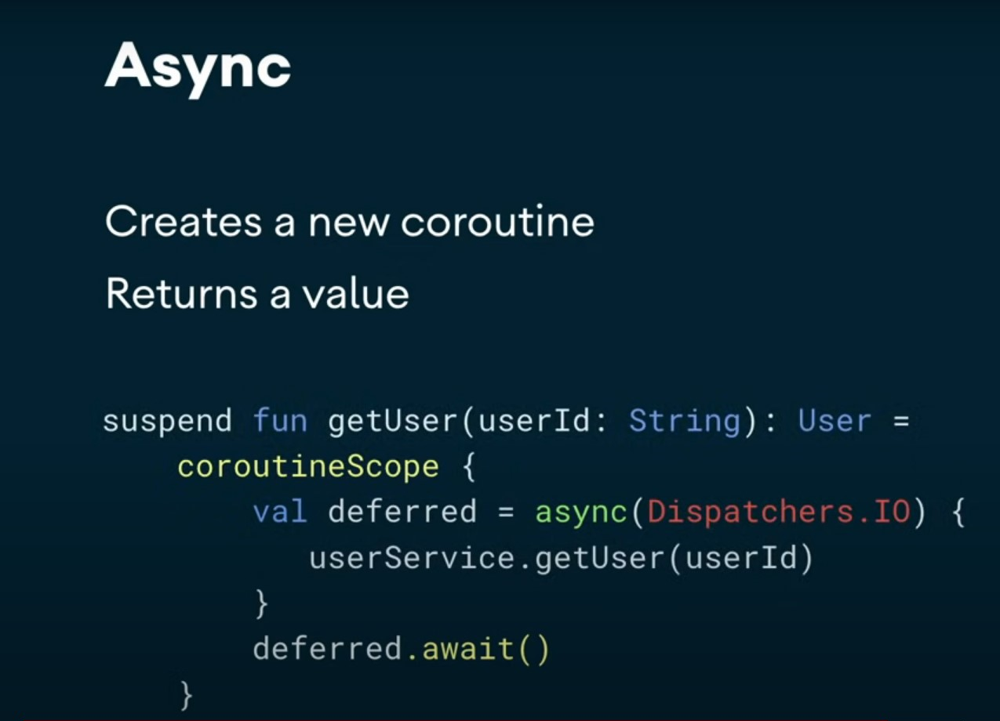 Async
Creates a new coroutine
Returns a value
suspend fun getUser(userId: String): User =
    coroutineScope {
        val deferred = async(Dispatchers.IO) {
           userService.getUser(userId)
        }
        deferred.await()
    }